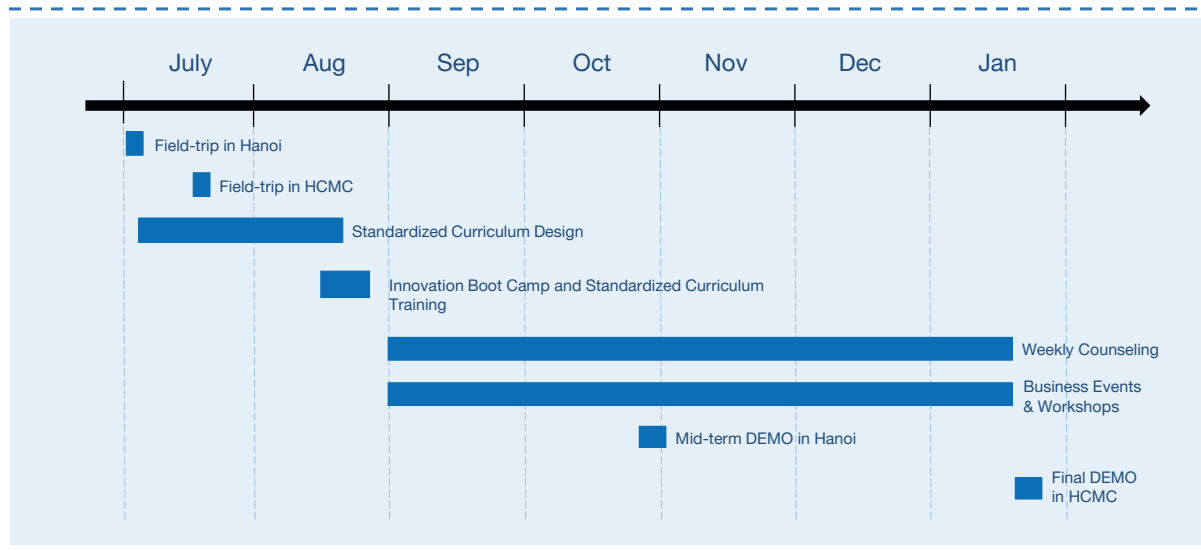 July Aug Sep Oct Nov Dec Jan
Field-trip in Hanoi
Field-trip in HCMC
Standardized Curriculum Design
Innovation Boot Camp and Standardized Curriculum
Training
Weekly Counseling
Business Events
& Workshops
Mid-term DEMO in Hanoi
Final DEMO
in HCMC